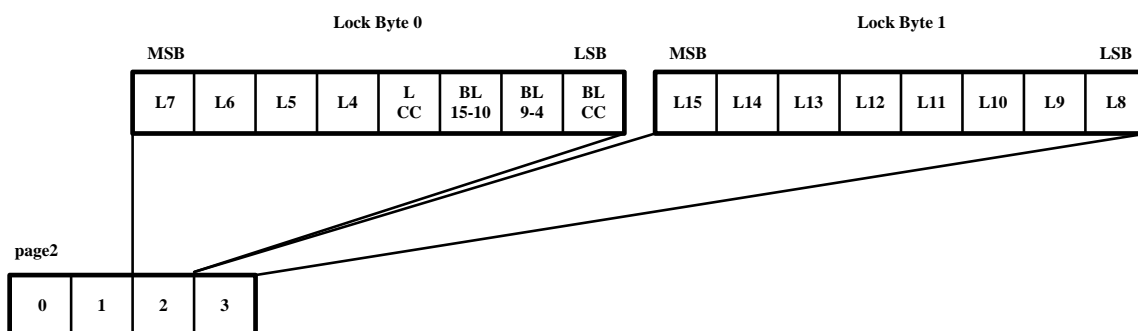 Lock Byte 0
Lock Byte 1
MSB
LSB
MSB
LSB
L7
L6
L5
L4
L
CC
BL
15-10
BL
9-4
BL
CC
L15
L14
L13
L12
L11
L10
L9
L8
page2
0
1
2
3